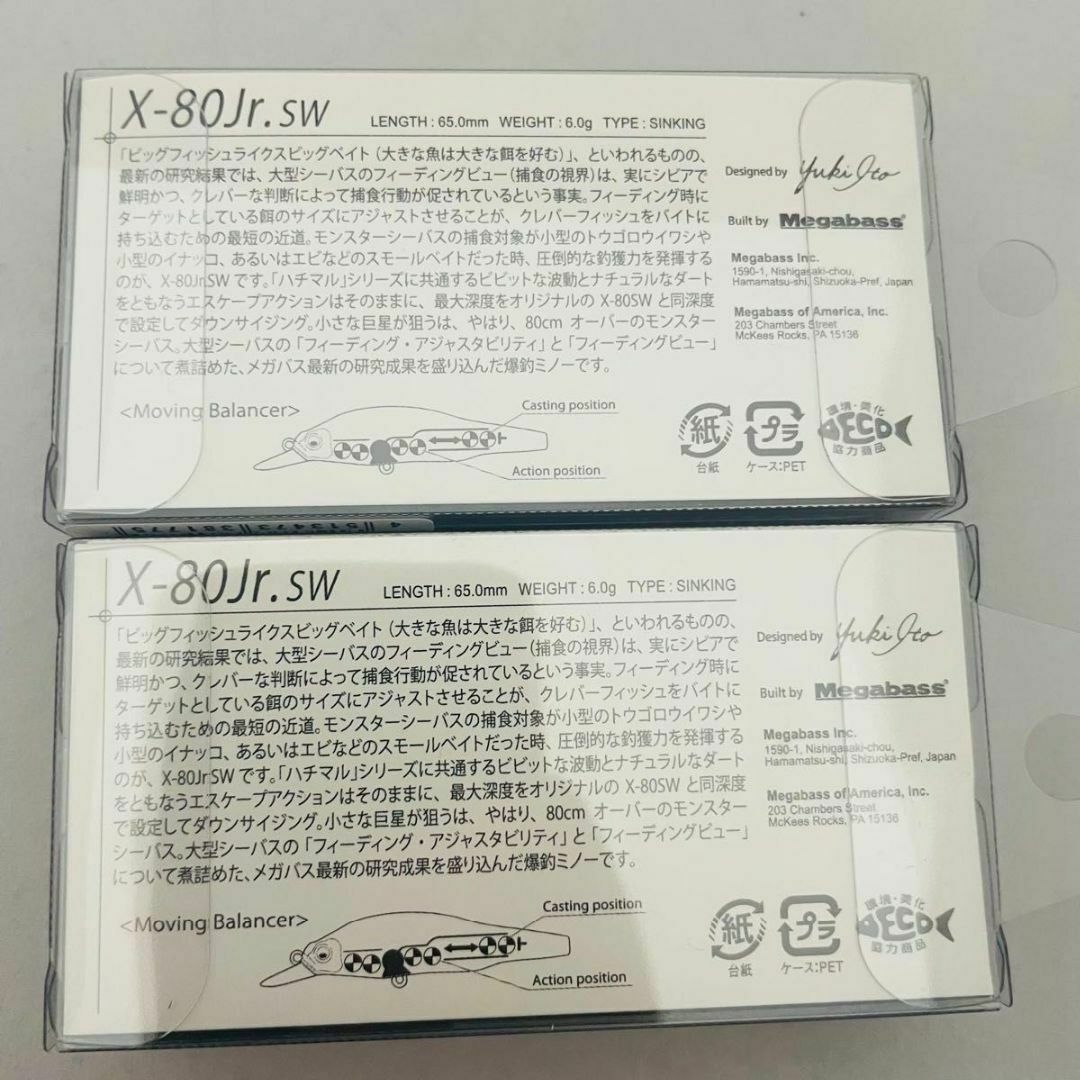 X-80Jr.SW
LENGTH : 65.0mm WEIGHT : 6.0g TYPE : SINKING
「ビッグフィッシュライクスビッグベイト（大きな魚は大きな餌を好む）」、といわれるものの、
最新の研究結果では、大型シーバスのフィーディングビュー（捕食の視界）は、実にシビアで
鮮明かつ、クレバーな判断によって捕食行動が促されているという事実。フィーディング時に
ターゲットとしている餌のサイズにアジャストさせることが、クレバーフィッシュをバイトに
持ち込むための最短の近道。モンスターシーバスの捕食対象が小型のトウゴロウイワシや
小型のイナッコ、あるいはエビなどのスモールベイトだった時、圧倒的な釣獲力を発揮する
のが、X-80JrSWです。「ハチマル」シリーズに共通するビビットな波動とナチュラルなダート
をともなうエスケープアクションはそのままに、最大深度をオリジナルの X-80SW と同深度
で設定してダウンサイジング。小さな巨星が狙うは、やはり、80cm オーバーのモンスター
シーバス。大型シーバスの「フィーディング・アジャスタビリティ」と「フィーディングビュー」
について煮詰めた、メガバス最新の研究成果を盛り込んだ爆釣ミノーです。
Designed by Yuki Ito
Built by Megabass
Megabass Inc.
1590-1, Nishigasaki-chou,
Hamamatsu-shi, Shizuoka-Pref, Japan
Megabass of America, Inc.
203 Chambers Street
McKees Rocks, PA 15136
<Moving Balancer>
Casting position
Action position
紙
台紙
プラ
ケース:PET
環境・美化
ECO
協力商品
4 513473 381775
X-80Jr.SW
LENGTH : 65.0mm WEIGHT : 6.0g TYPE : SINKING
「ビッグフィッシュライクスビッグベイト（大きな魚は大きな餌を好む）」、といわれるものの、
最新の研究結果では、大型シーバスのフィーディングビュー（捕食の視界）は、実にシビアで
鮮明かつ、クレバーな判断によって捕食行動が促されているという事実。フィーディング時に
ターゲットとしている餌のサイズにアジャストさせることが、クレバーフィッシュをバイトに
持ち込むための最短の近道。モンスターシーバスの捕食対象が小型のトウゴロウイワシや
小型のイナッコ、あるいはエビなどのスモールベイトだった時、圧倒的な釣獲力を発揮する
のが、X-80JrSWです。「ハチマル」シリーズに共通するビビットな波動とナチュラルなダート
をともなうエスケープアクションはそのままに、最大深度をオリジナルの X-80SW と同深度
で設定してダウンサイジング。小さな巨星が狙うは、やはり、80cm オーバーのモンスター
シーバス。大型シーバスの「フィーディング・アジャスタビリティ」と「フィーディングビュー」
について煮詰めた、メガバス最新の研究成果を盛り込んだ爆釣ミノーです。
Designed by Yuki Ito
Built by Megabass
Megabass Inc.
1590-1, Nishigasaki-chou,
Hamamatsu-shi, Shizuoka-Pref, Japan
Megabass of America, Inc.
203 Chambers Street
McKees Rocks, PA 15136
<Moving Balancer>
Casting position
Action position
紙
台紙
プラ
ケース:PET
環境・美化
ECO
協力商品